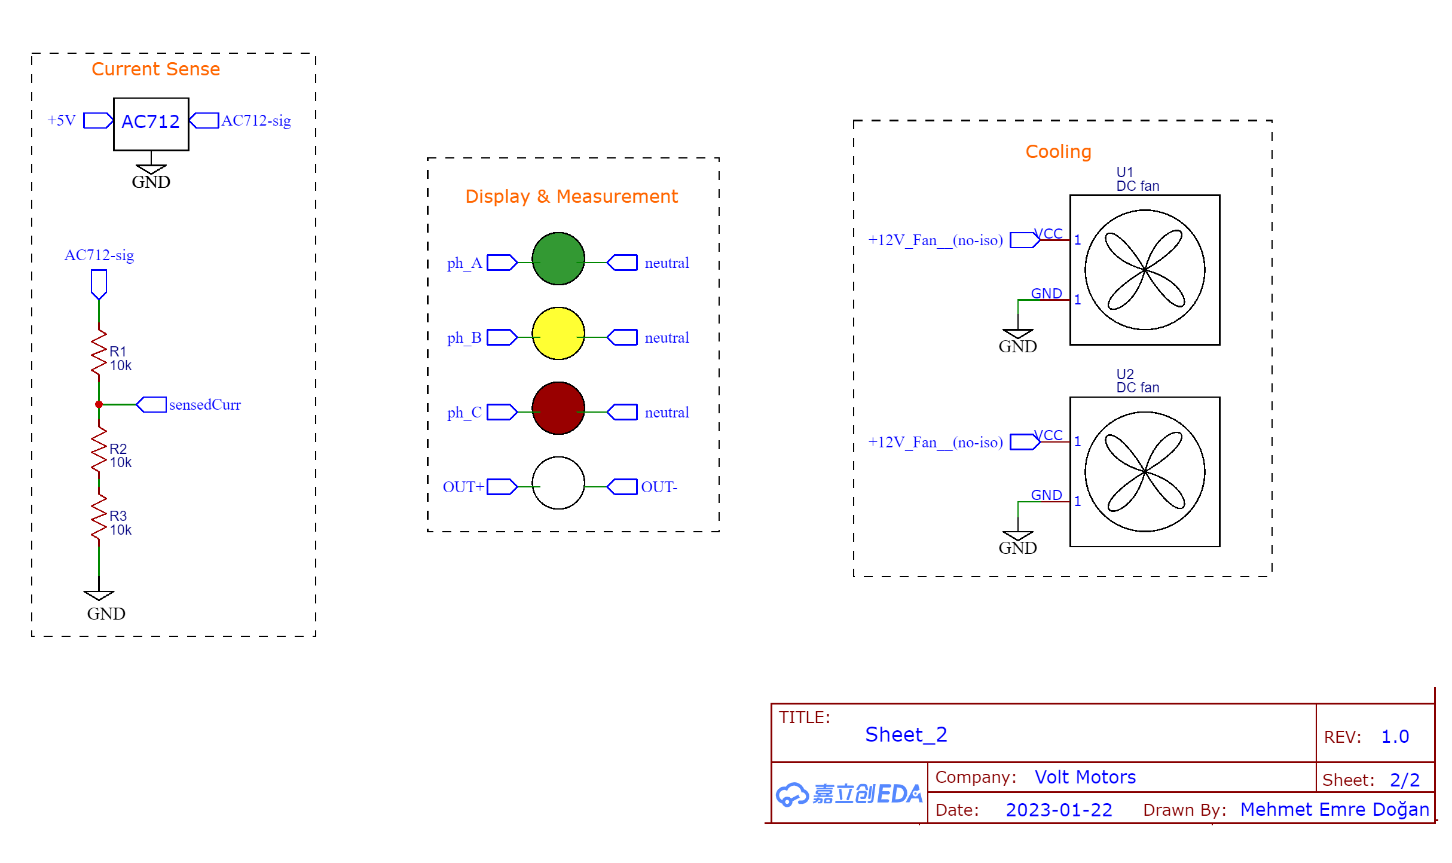 Current Sense
+5V
AC712
AC712-sig
GND
AC712-sig
R1
10k
sensedCurr
R2
10k
R3
10k
GND
Display & Measurement
ph_A
neutral
ph_B
neutral
ph_C
neutral
OUT+
OUT-
Cooling
U1
DC fan
+12V_Fan__(no-iso)
VCC
1
GND
1
GND
U2
DC fan
+12V_Fan__(no-iso)
VCC
1
GND
1
GND
TITLE:
Sheet_2
REV: 1.0
嘉立创EDA
Company: Volt Motors
Sheet: 2/2
Date: 2023-01-22
Drawn By: Mehmet Emre Doğan